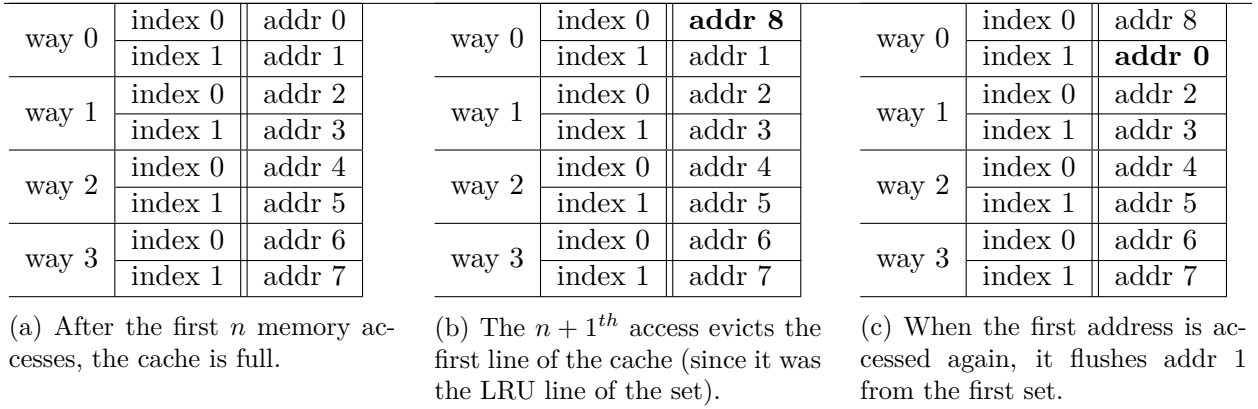 way 0 index 0 addr 0
index 1 addr 1
way 1 index 0 addr 2
index 1 addr 3
way 2 index 0 addr 4
index 1 addr 5
way 3 index 0 addr 6
index 1 addr 7
(a) After the first n memory ac-
cesses, the cache is full.
way 0 index 0 addr 8
index 1 addr 1
way 1 index 0 addr 2
index 1 addr 3
way 2 index 0 addr 4
index 1 addr 5
way 3 index 0 addr 6
index 1 addr 7
(b) The n + 1th access evicts the
first line of the cache (since it was
the LRU line of the set).
way 0 index 0 addr 8
index 1 addr 0
way 1 index 0 addr 2
index 1 addr 3
way 2 index 0 addr 4
index 1 addr 5
way 3 index 0 addr 6
index 1 addr 7
(c) When the first address is ac-
cessed again, it flushes addr 1
from the first set.